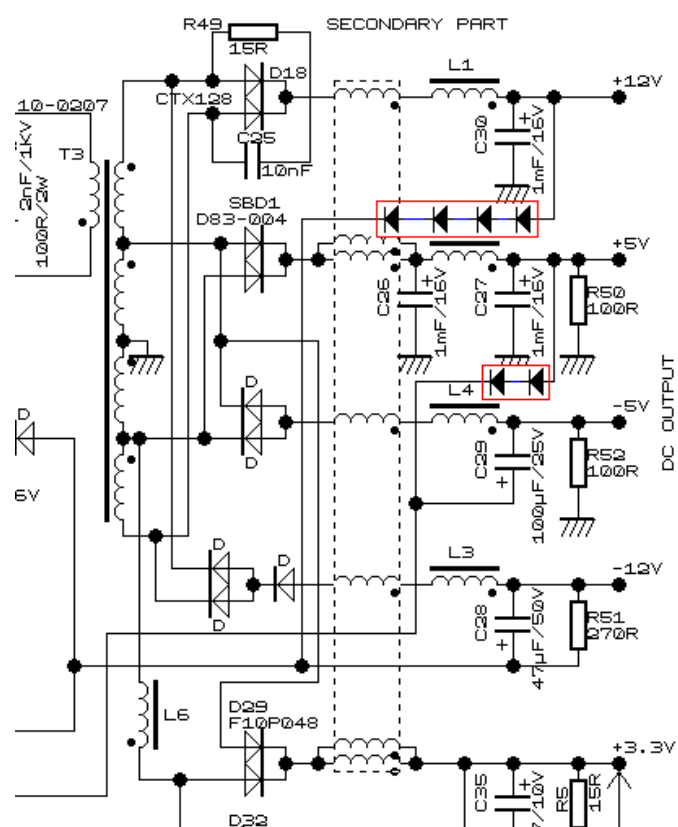 R49
SECONDARY PART
15R
D18
L1
+12V
CTX128
10-0207
C25
10nF
C30
1mF/16V
T3
2nF/1KV
100R/2W
SBD1
D83-004
+5V
C26
1mF/16V
C27
1mF/16V
R50
100R
L4
-5V
DC OUTPUT
D
D
D
C29
100µF/25V
R52
100R
6V
D
D
L3
-12V
D
C28
47µF/50V
R51
270R
L6
D29
F10P048
+3.3V
C35
/10V
R5
15R
D32